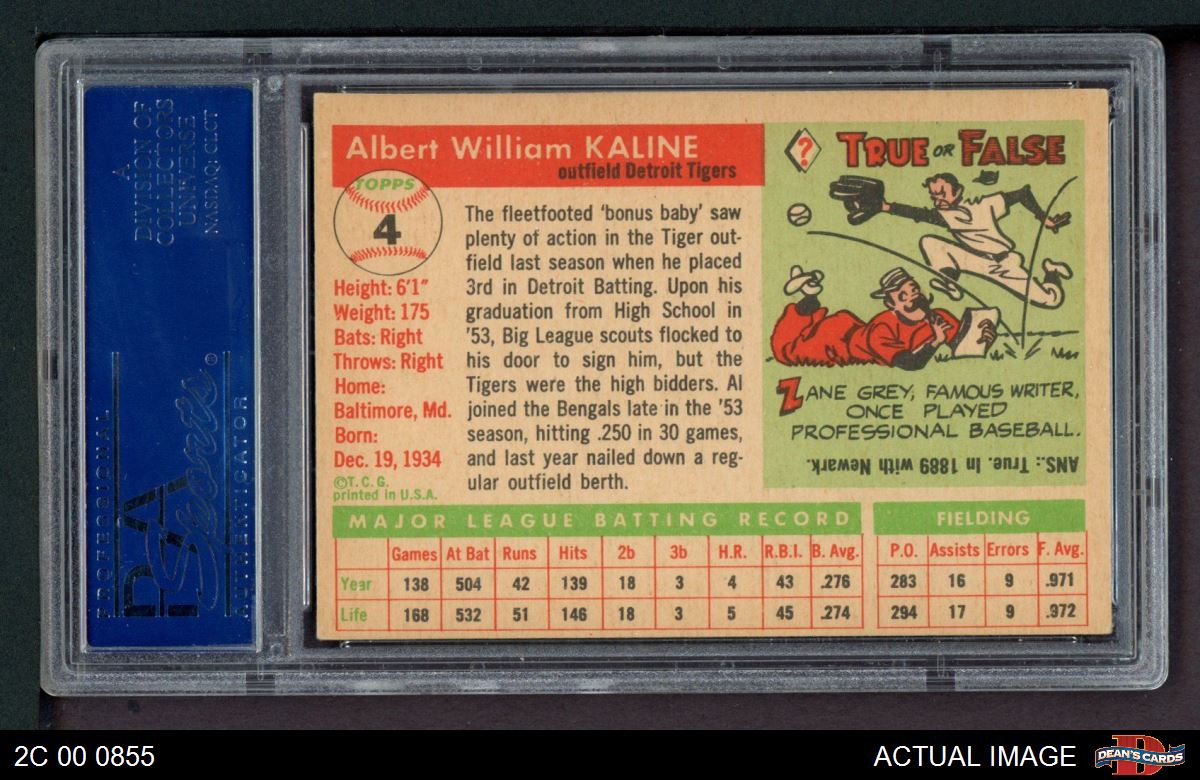 A
DIVISION OF
COLLECTORS
UNIVERSE
NASDAQ: CLCT
PROFESSIONAL
PSA
Sports®
AUTHENTICATOR
Albert William KALINE
outfield Detroit Tigers
TOPPS
4
Height: 6'1"
Weight: 175
Bats: Right
Throws: Right
Home:
Baltimore, Md.
Born:
Dec. 19, 1934
©T. C. G.
printed in U.S.A.
The fleetfooted 'bonus baby' saw
plenty of action in the Tiger out-
field last season when he placed
3rd in Detroit Batting. Upon his
graduation from High School in
'53, Big League scouts flocked to
his door to sign him, but the
Tigers were the high bidders. Al
joined the Bengals late in the '53
season, hitting .250 in 30 games,
and last year nailed down a reg-
ular outfield berth.
?
TRUE OR FALSE
ZANE GREY, FAMOUS WRITER,
ONCE PLAYED
PROFESSIONAL BASEBALL.
ANS.: True. In 1889 with Newark.
MAJOR LEAGUE BATTING RECORD
FIELDING
Games At Bat Runs Hits 2b 3b H.R. R.B.I. B. Avg. P.O. Assists Errors F. Avg.
Year 138 504 42 139 18 3 4 43 .276 283 16 9 .971
Life 168 532 51 146 18 3 5 45 .274 294 17 9 .972
2C 00 0855
ACTUAL IMAGE
DEAN'S CARDS